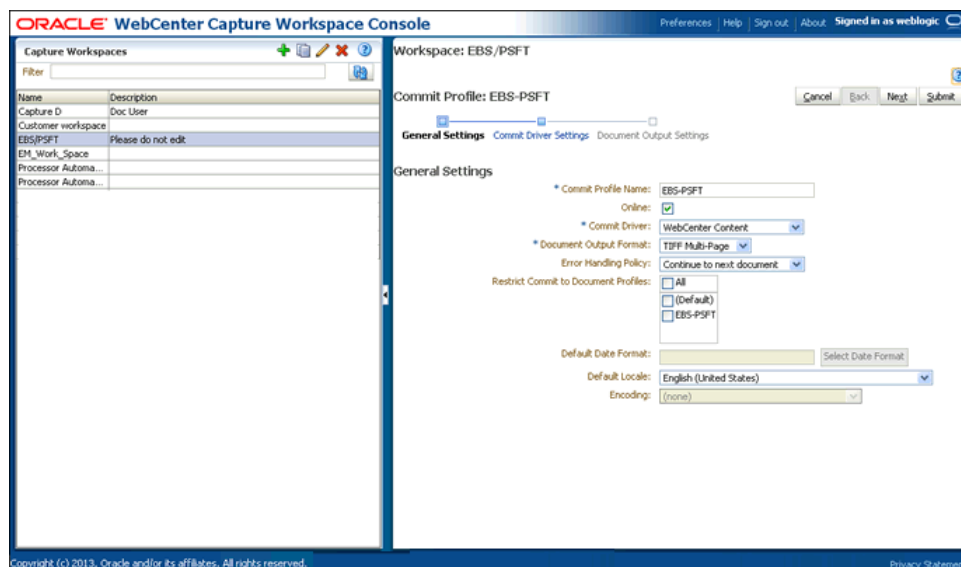 ORACLE WebCenter Capture Workspace Console
Preferences Help Sign out About Signed in as weblogic
Capture Workspaces
Filter
Name Description
Capture D Doc User
Customer workspace
EBS/PSFT Please do not edit
EM_Work_Space
Processor Automa...
Processor Automa...
Workspace: EBS/PSFT
Commit Profile: EBS-PSFT
Cancel Back Next Submit
General Settings Commit Driver Settings Document Output Settings
General Settings
* Commit Profile Name: EBS-PSFT
Online:
* Commit Driver: WebCenter Content
* Document Output Format: TIFF Multi-Page
Error Handling Policy: Continue to next document
Restrict Commit to Document Profiles: All
(Default)
EBS-PSFT
Default Date Format: Select Date Format
Default Locale: English (United States)
Encoding: (none)
Copyright (c) 2013, Oracle and/or its affiliates. All rights reserved.
Privacy Statemen